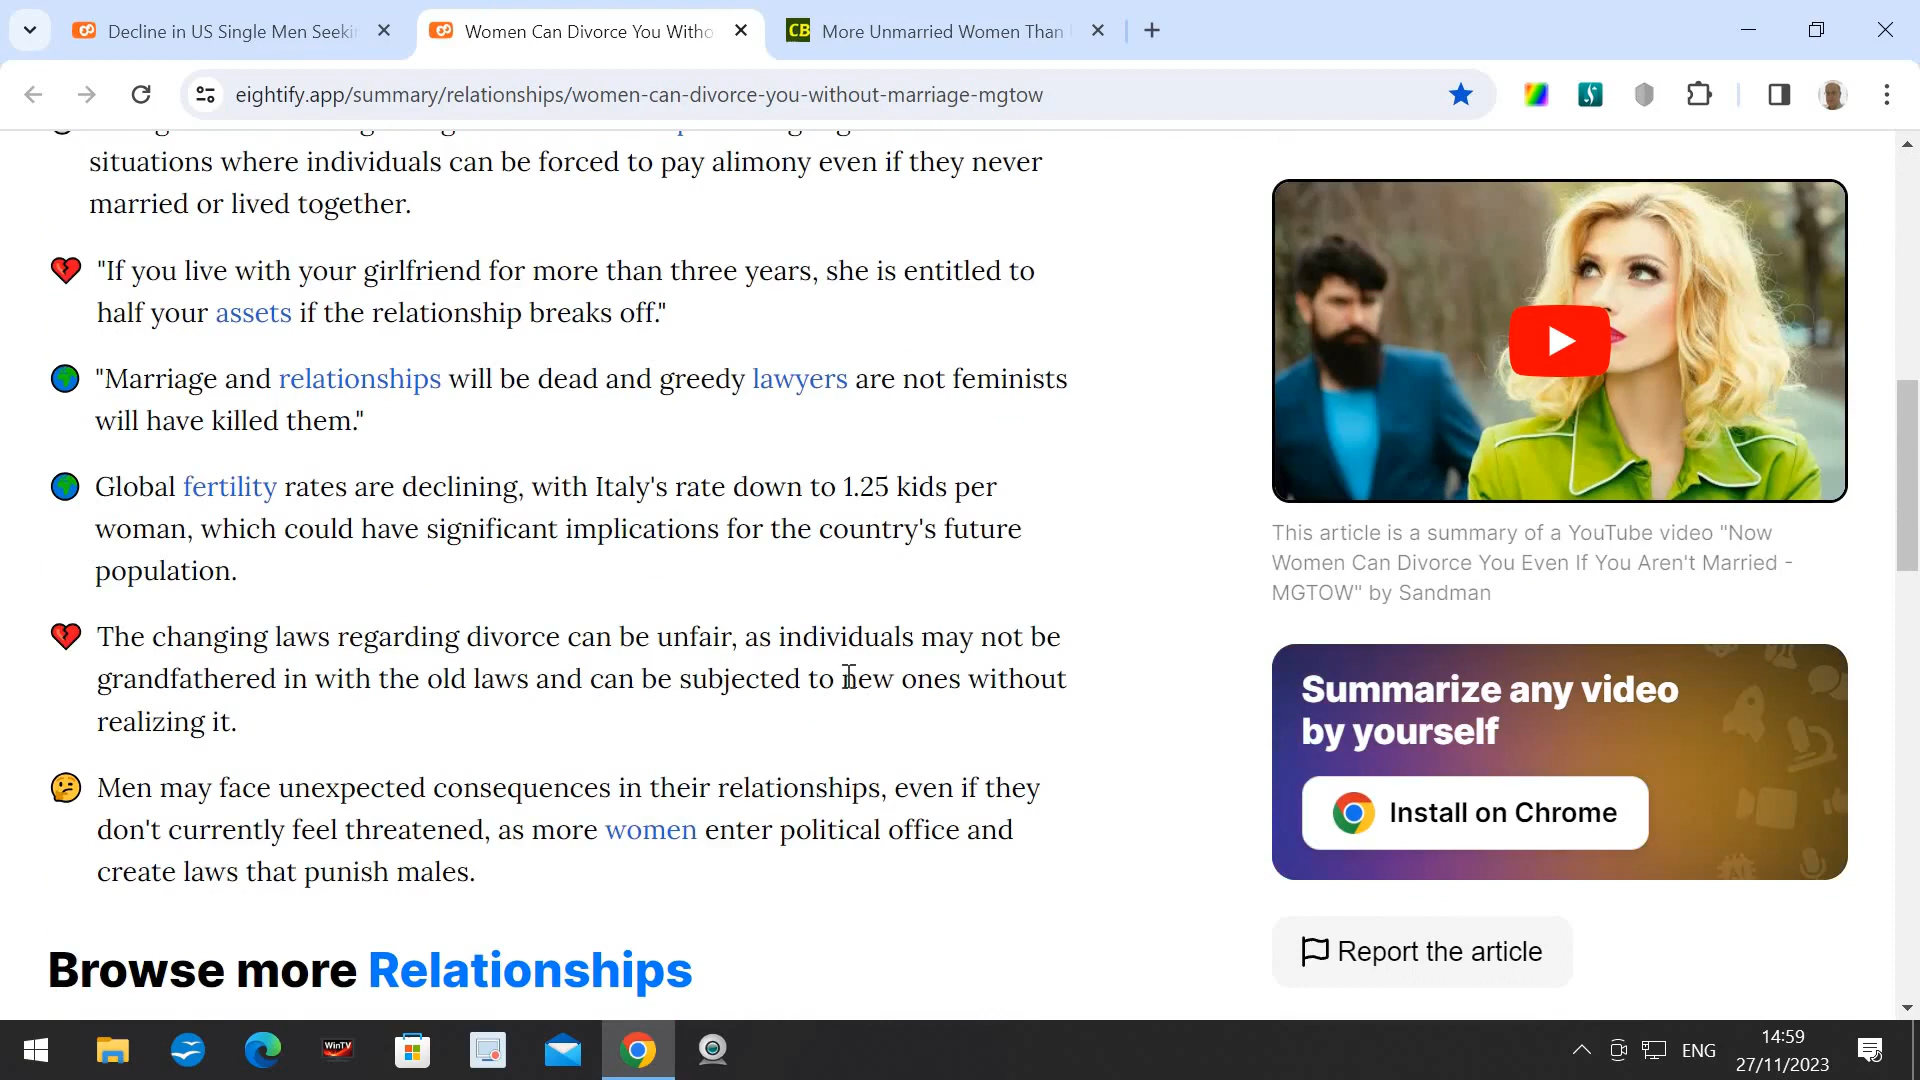 Decline in US Single Men Seeki
Women Can Divorce You Witho
CB
More Unmarried Women Than
eightify.app/summary/relationships/women-can-divorce-you-without-marriage-mgtow
situations where individuals can be forced to pay alimony even if they never
married or lived together.
"If you live with your girlfriend for more than three years, she is entitled to
half your assets if the relationship breaks off."
"Marriage and relationships will be dead and greedy lawyers are not feminists
will have killed them."
Global fertility rates are declining, with Italy's rate down to 1.25 kids per
woman, which could have significant implications for the country's future
population.
The changing laws regarding divorce can be unfair, as individuals may not be
grandfathered in with the old laws and can be subjected to new ones without
realizing it.
Men may face unexpected consequences in their relationships, even if they
don't currently feel threatened, as more women enter political office and
create laws that punish males.
Browse more Relationships
This article is a summary of a YouTube video "Now
Women Can Divorce You Even If You Aren't Married -
MGTOW" by Sandman
Summarize any video
by yourself
Install on Chrome
Report the article
WinTV
ENG
14:59
27/11/2023